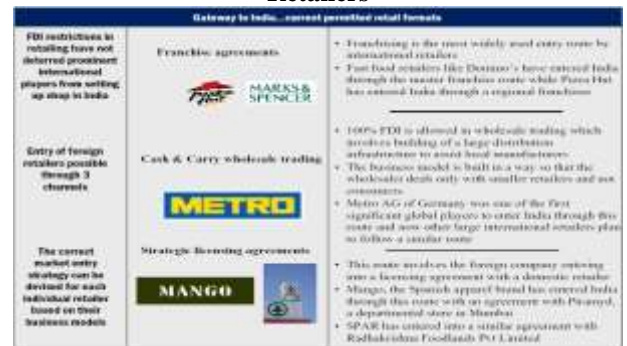 Retailers
Gateway to India...correct permitted retail formats
FDI restrictions in
retailing have not
deterred prominent
international
players from setting
up shop in India
Franchise agreements
Pizza Hut
MARKS &
SPENCER
• Franchising is the most widely used entry route by
international retailers
• Fast food retailers like Domino's have entered India
through the master franchise route while Pizza Hut
has entered India through a regional franchisee
Entry of foreign
retailers possible
through 3
channels
Cash & Carry wholesale trading
METRO
• 100% FDI is allowed in wholesale trading which
involves building of a large distribution
infrastructure to assist local manufacturers
• The business model is built in a way so that the
wholesaler deals only with smaller retailers and not
consumers
• Metro AG of Germany was one of the first
significant global players to enter India through this
route and now other large international retailers plan
to follow a similar route
The correct
market entry
strategy can be
devised for each
individual retailer
based on their
business models
Strategic licensing agreements
MANGO
• This route involves the foreign company entering
into a licensing agreement with a domestic retailer
• Mango, the Spanish apparel brand has entered India
through this route with an agreement with Piramyd,
a departmental store in Mumbai
• SPAR has entered into a similar agreement with
Radhakrishna Foodlands Pvt Limited